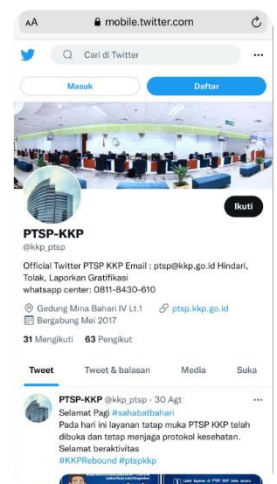 AA mobile.twitter.com
Cari di Twitter
Masuk Daftar
Ikuti
PTSP-KKP
@kkp_ptsp
Official Twitter PTSP KKP Email : ptsp@kkp.go.id Hindari,
Tolak, Laporkan Gratifikasi
whatsapp center: 0811-8430-610
Gedung Mina Bahari IV Lt.1 ptsp.kkp.go.id
Bergabung Mei 2017
31 Mengikuti 63 Pengikut
Tweet Tweet & balasan Media Suka
PTSP-KKP @kkp_ptsp · 30 Agt
Selamat Pagi #sahabatbahari
Pada hari ini layanan tatap muka PTSP KKP telah
dibuka dan tetap menjaga protokol kesehatan.
Selamat beraktivitas
#KKPRebound #ptspkkp